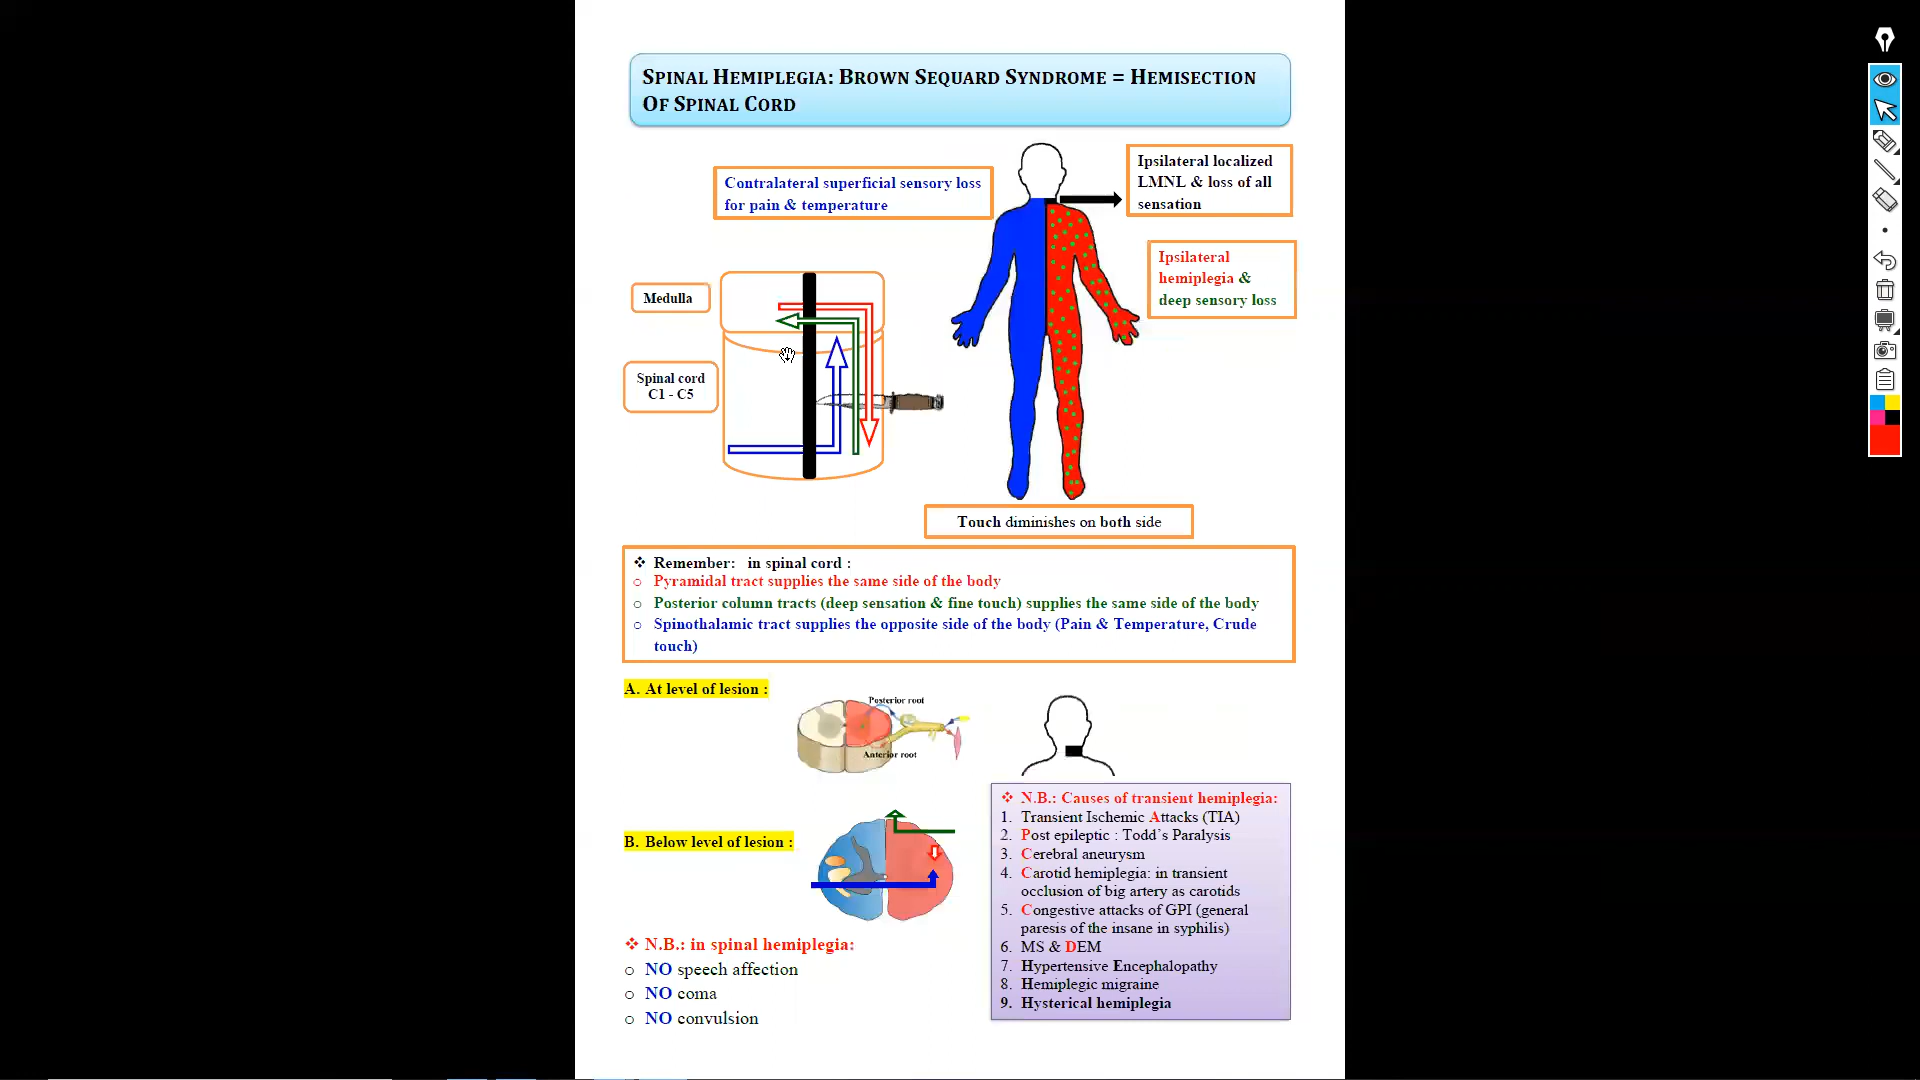 SPINAL HEMIPLEGIA: BROWN SEQUARD SYNDROME = HEMISECTION
OF SPINAL CORD
Contralateral superficial sensory loss
for pain & temperature
Ipsilateral localized
LMNL & loss of all
sensation
Ipsilateral
hemiplegia &
deep sensory loss
Medulla
Spinal cord
C1 - C5
Touch diminishes on both side
❖ Remember: in spinal cord :
o Pyramidal tract supplies the same side of the body
o Posterior column tracts (deep sensation & fine touch) supplies the same side of the body
o Spinothalamic tract supplies the opposite side of the body (Pain & Temperature, Crude
touch)
A. At level of lesion :
Posterior root
Anterior root
B. Below level of lesion :
❖ N.B.: in spinal hemiplegia:
o NO speech affection
o NO coma
o NO convulsion
❖ N.B.: Causes of transient hemiplegia:
1. Transient Ischemic Attacks (TIA)
2. Post epileptic : Todd's Paralysis
3. Cerebral aneurysm
4. Carotid hemiplegia: in transient
occlusion of big artery as carotids
5. Congestive attacks of GPI (general
paresis of the insane in syphilis)
6. MS & DEM
7. Hypertensive Encephalopathy
8. Hemiplegic migraine
9. Hysterical hemiplegia